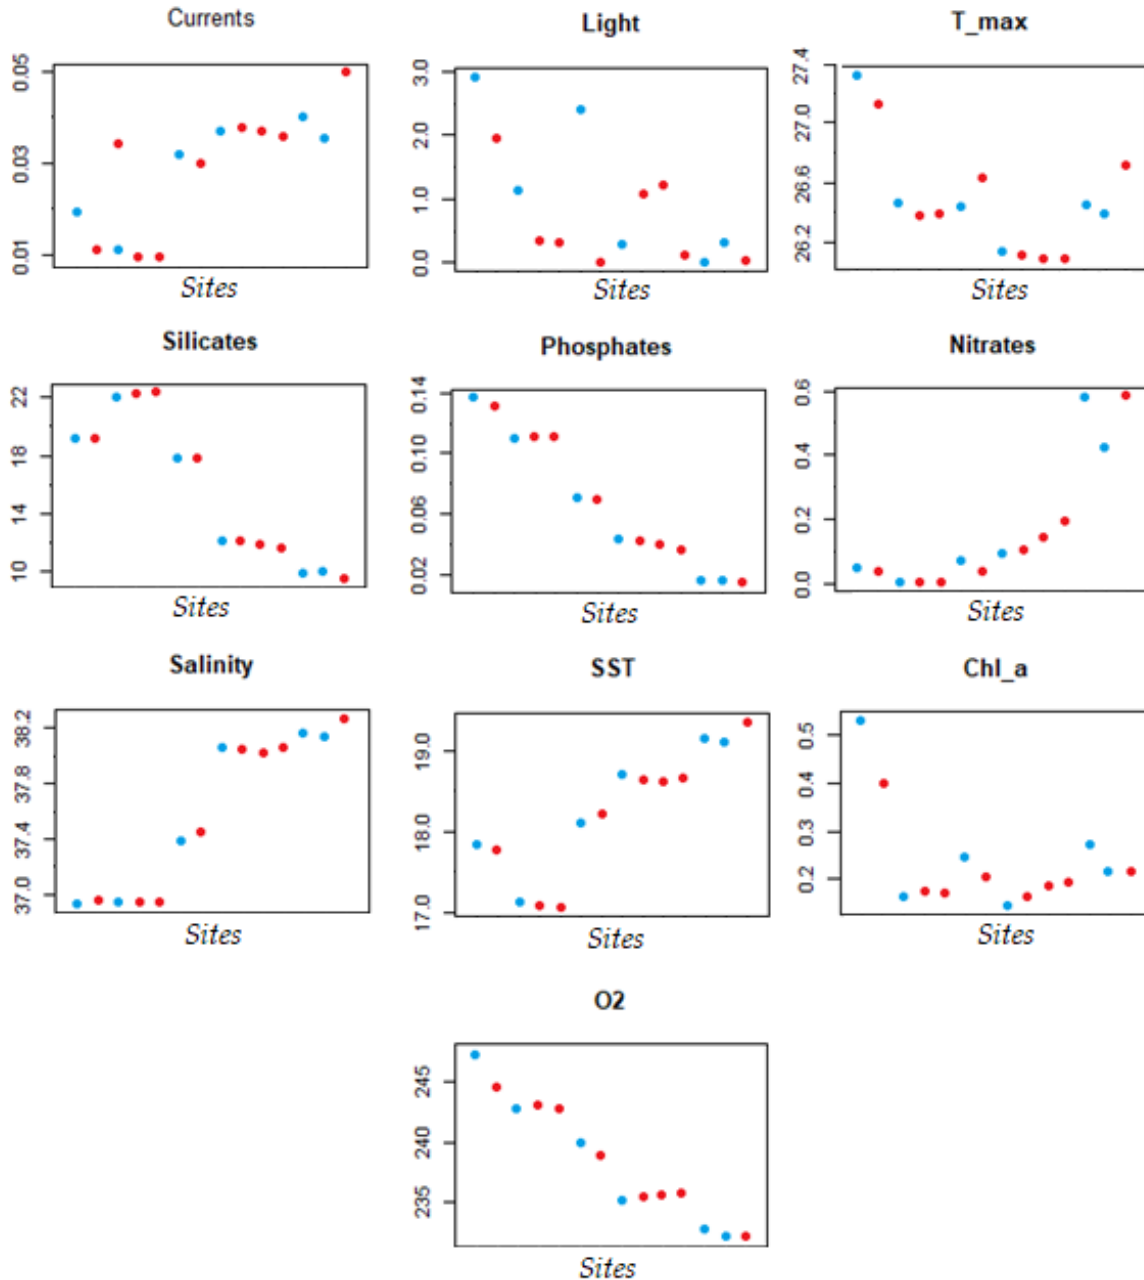 Currents
Light
T_max
0.05
0.03
0.01
Sites
3.0
2.0
1.0
0.0
Sites
27.4
27.0
26.6
26.2
Sites
Silicates
Phosphates
Nitrates
22
18
14
10
Sites
0.14
0.10
0.06
0.02
Sites
0.6
0.4
0.2
0.0
Sites
Salinity
SST
Chl_a
38.2
37.8
37.4
37.0
Sites
19.0
18.0
17.0
Sites
0.5
0.4
0.3
0.2
Sites
O2
245
240
235
Sites